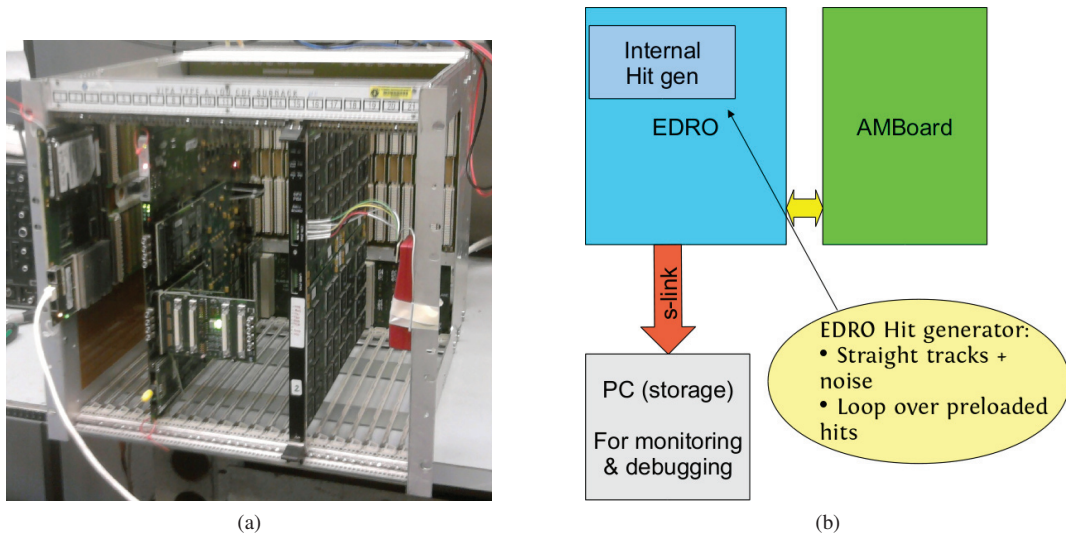 Internal
Hit gen
EDRO
AMBoard
s-link
EDRO Hit generator:
• Straight tracks +
noise
• Loop over preloaded
hits
PC (storage)
For monitoring
& debugging
2
(a)
(b)